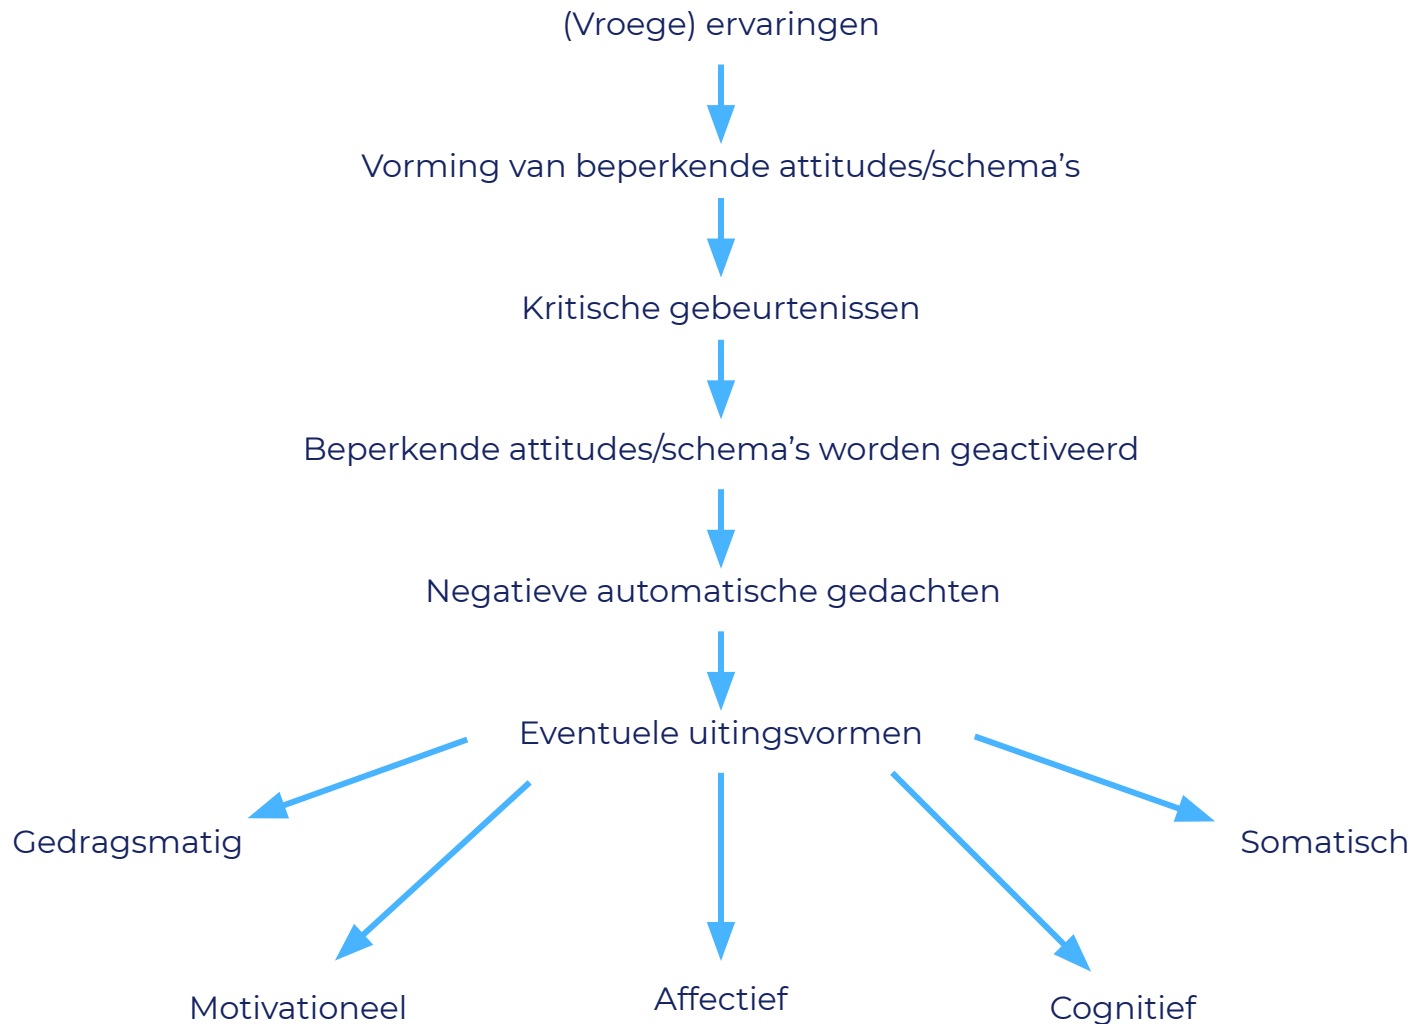 (Vroege) ervaringen
Vorming van beperkende attitudes/schema’s
Kritische gebeurtenissen
Beperkende attitudes/schema’s worden geactiveerd
Negatieve automatische gedachten
Eventuele uitingsvormen
Gedragsmatig
Somatisch
Motivationeel
Affectief
Cognitief